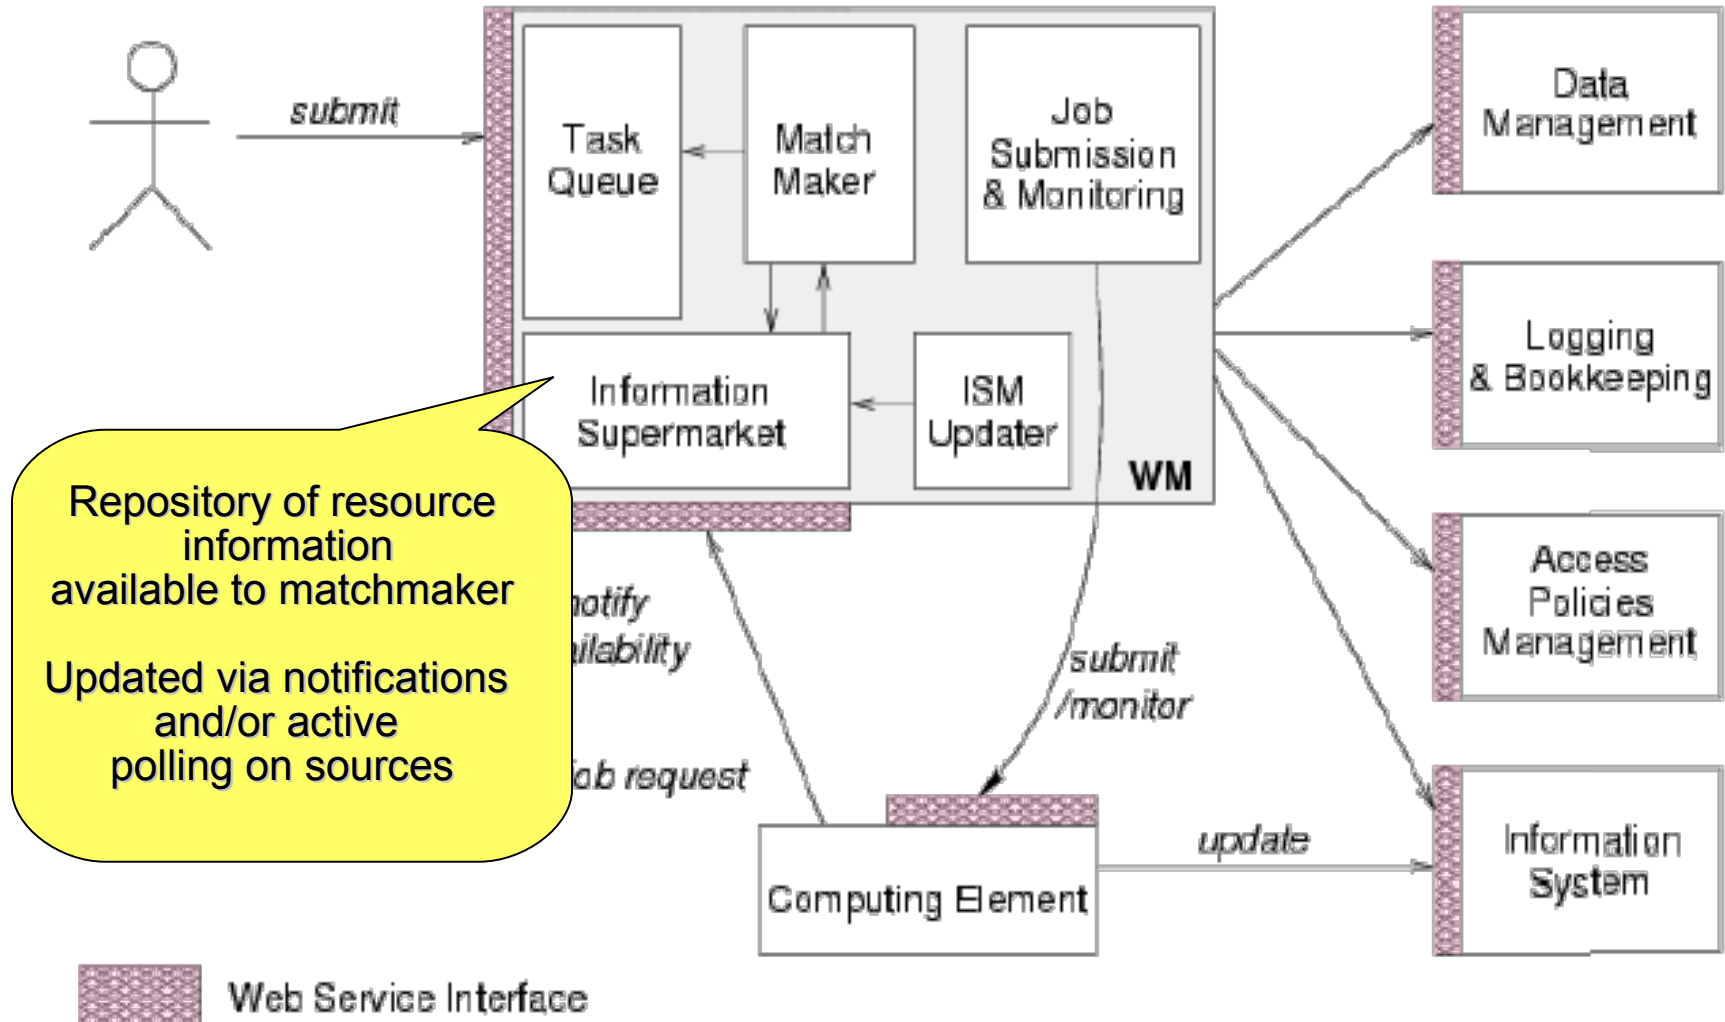 submit
Task
Queue
Match
Maker
Job
Submission
& Monitoring
Information
Supermarket
ISM
Updater
WM
Data
Management
Logging
& Bookkeeping
Access
Policies
Management
Information
System
Repository of resource
information
available to matchmaker
Updated via notifications
and/or active
polling on sources
notify
request
submit
/monitor
update
Computing Element
Web Service Interface